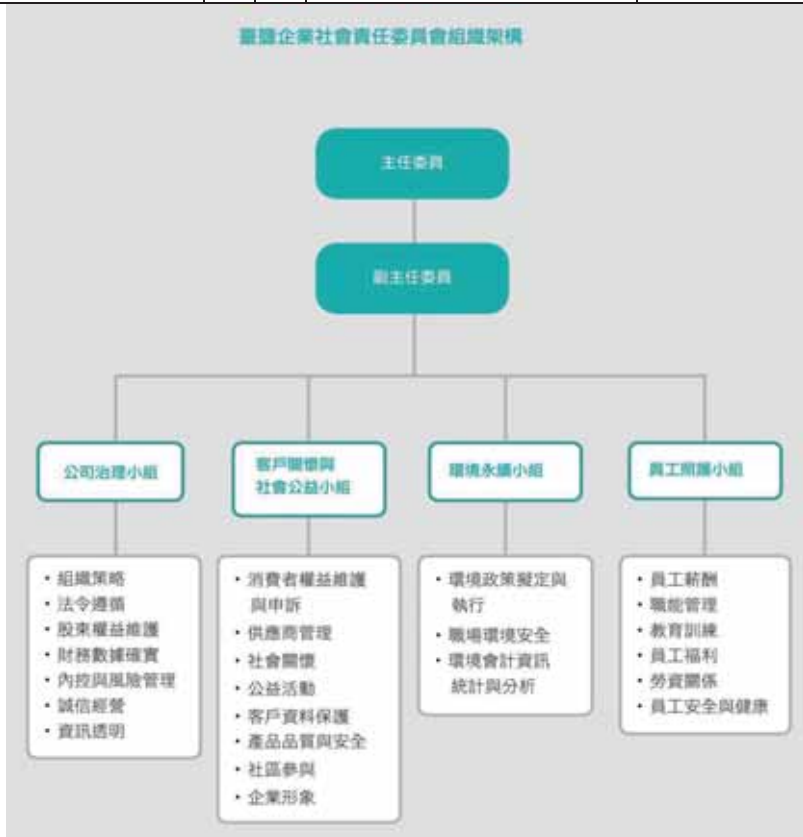 臺鹽企業社會責任委員會組織架構
主任委員
副主任委員
公司治理小組
客戶關懷與
社會公益小組
環境永續小組
員工照護小組
・組織策略
・法令遵循
・股東權益維護
・財務數據確實
・內控與風險管理
・誠信經營
・資訊透明
・消費者權益維護
與申訴
・供應商管理
・社會關懷
・公益活動
・客戶資料保護
・產品品質與安全
・社區參與
・企業形象
・環境政策擬定與
執行
・職場環境安全
・環境會計資訊
統計與分析
・員工薪酬
・職能管理
・教育訓練
・員工福利
・勞資關係
・員工安全與健康